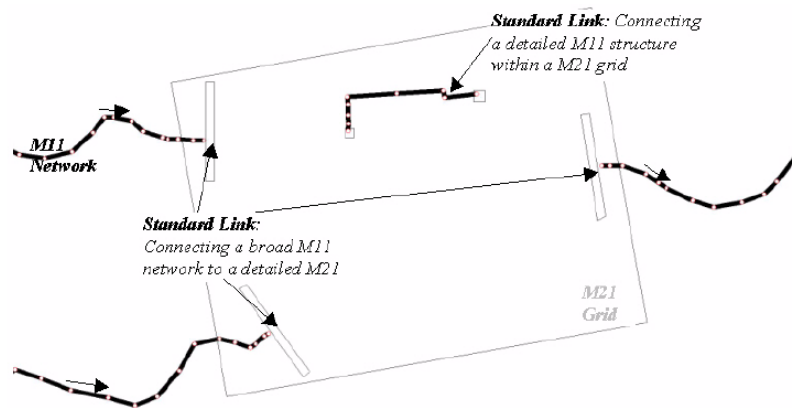 Standard Link: Connecting
a detailed M11 structure
within a M21 grid
M11
Network
Standard Link:
Connecting a broad M11
network to a detailed M21
M21
Grid